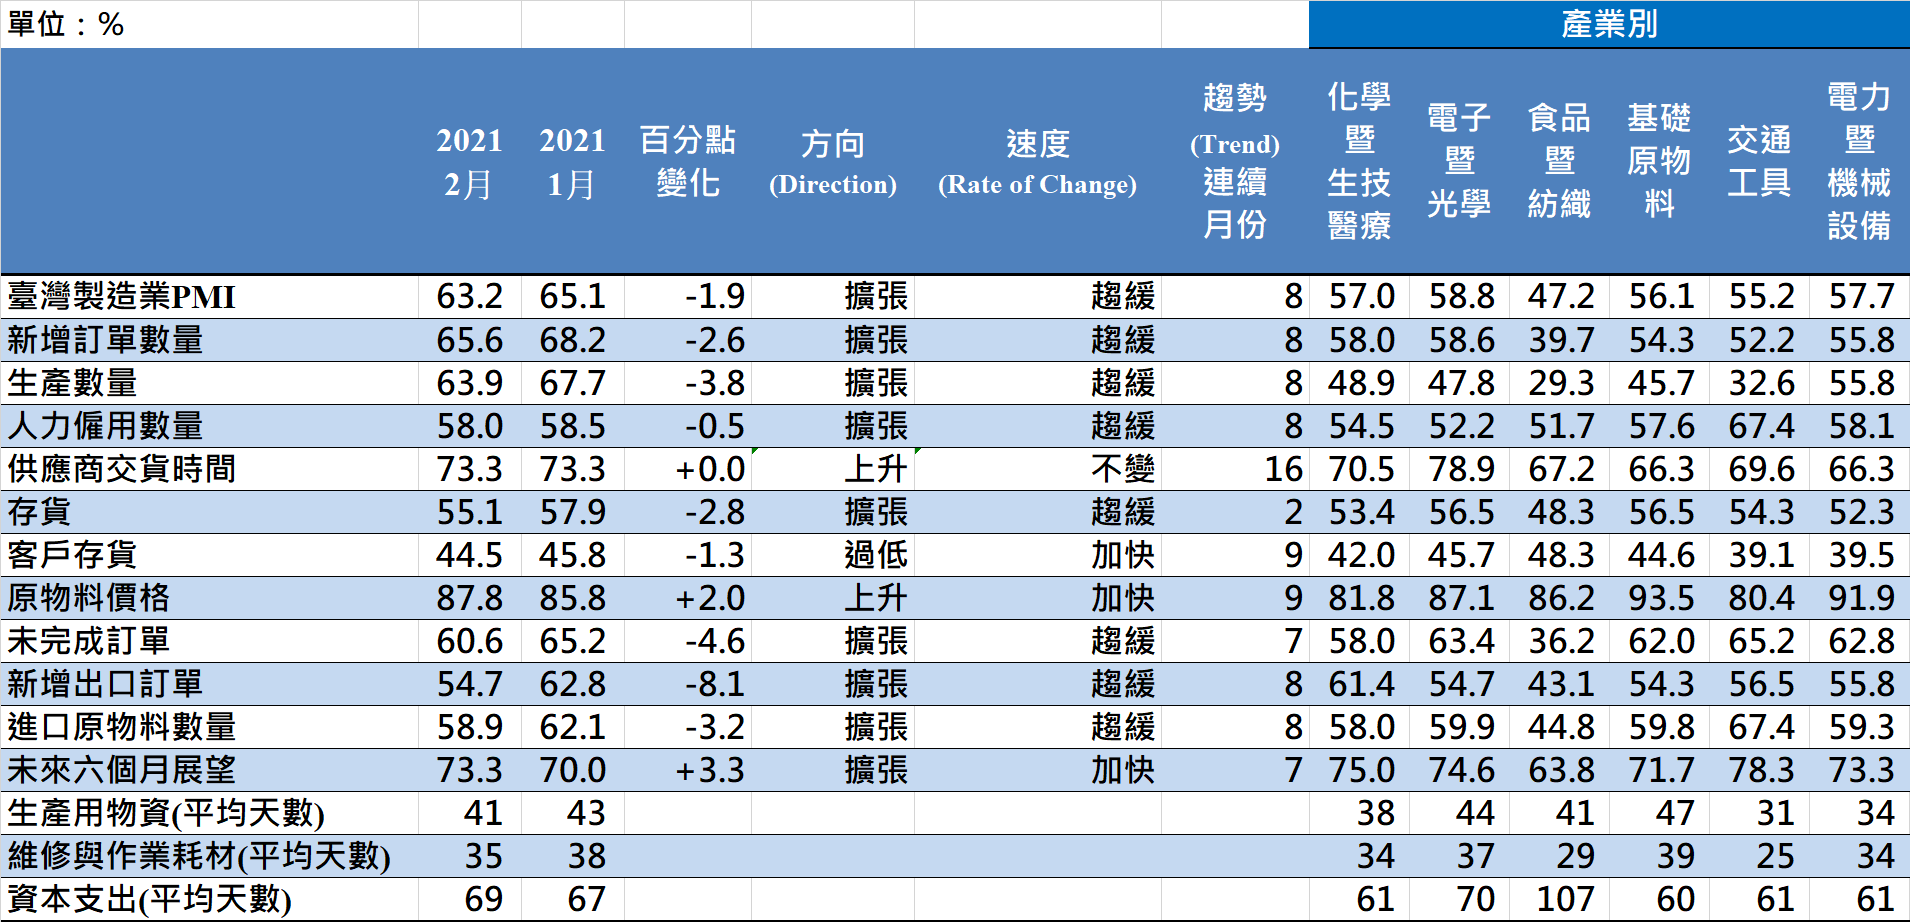 單位：% 產業別
2021 2月 2021 1月 百分點變化 方向 (Direction) 速度 (Rate of Change) 趨勢 (Trend) 連續月份 化學暨生技醫療 電子暨光學 食品暨紡織 基礎原物料 交通工具 電力暨機械設備
臺灣製造業PMI 63.2 65.1 -1.9 擴張 趨緩 8 57.0 58.8 47.2 56.1 55.2 57.7
新增訂單數量 65.6 68.2 -2.6 擴張 趨緩 8 58.0 58.6 39.7 54.3 52.2 55.8
生產數量 63.9 67.7 -3.8 擴張 趨緩 8 48.9 47.8 29.3 45.7 32.6 55.8
人力僱用數量 58.0 58.5 -0.5 擴張 趨緩 8 54.5 52.2 51.7 57.6 67.4 58.1
供應商交貨時間 73.3 73.3 +0.0 上升 不變 16 70.5 78.9 67.2 66.3 69.6 66.3
存貨 55.1 57.9 -2.8 擴張 趨緩 2 53.4 56.5 48.3 56.5 54.3 52.3
客戶存貨 44.5 45.8 -1.3 過低 加快 9 42.0 45.7 48.3 44.6 39.1 39.5
原物料價格 87.8 85.8 +2.0 上升 加快 9 81.8 87.1 86.2 93.5 80.4 91.9
未完成訂單 60.6 65.2 -4.6 擴張 趨緩 7 58.0 63.4 36.2 62.0 65.2 62.8
新增出口訂單 54.7 62.8 -8.1 擴張 趨緩 8 61.4 54.7 43.1 54.3 56.5 55.8
進口原物料數量 58.9 62.1 -3.2 擴張 趨緩 8 58.0 59.9 44.8 59.8 67.4 59.3
未來六個月展望 73.3 70.0 +3.3 擴張 加快 7 75.0 74.6 63.8 71.7 78.3 73.3
生產用物資(平均天數) 41 43 38 44 41 47 31 34
維修與作業耗材(平均天數) 35 38 34 37 29 39 25 34
資本支出(平均天數) 69 67 61 70 107 60 61 61